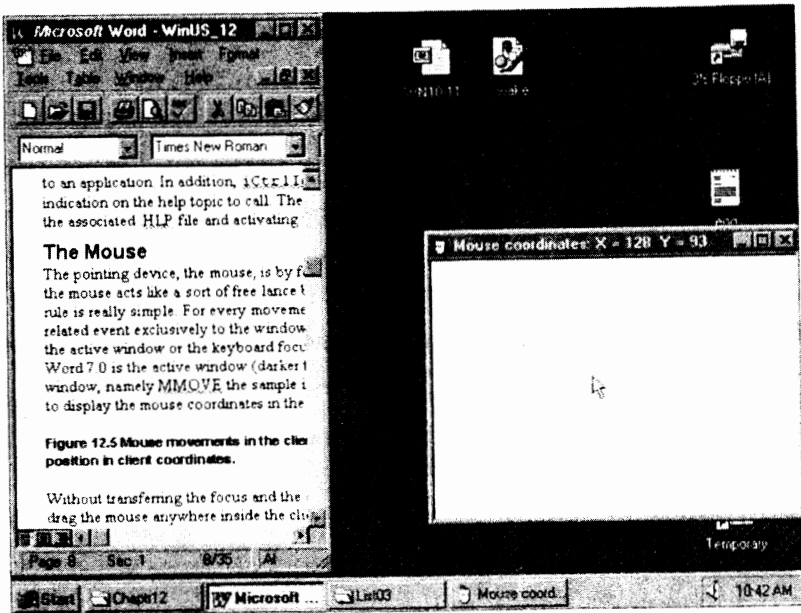 Microsoft Word - WinUS_12
File Edit View Insert Format
Tools Table Window Help
Normal
Times New Roman
to an application. In addition, iCtrlI
indication on the help topic to call. The
the associated HLP file and activating
The Mouse
The pointing device, the mouse, is by f
the mouse acts like a sort of free lance
rule is really simple. For every moveme
related event exclusively to the window
the active window or the keyboard focu
Word 7.0 is the active window (darker t
window, namely MMOVE the sample i
to display the mouse coordinates in the
Figure 12.5 Mouse movements in the clie
position in client coordinates.
Without transferring the focus and the
drag the mouse anywhere inside the clie
Page 8 Sec 1 8/35 At
3½ Floppy (A)
Mouse coordinates: X = 128 Y = 93
Temporary
Start
Chaptr12
Microsoft ...
List03
Mouse coord...
10:42 AM